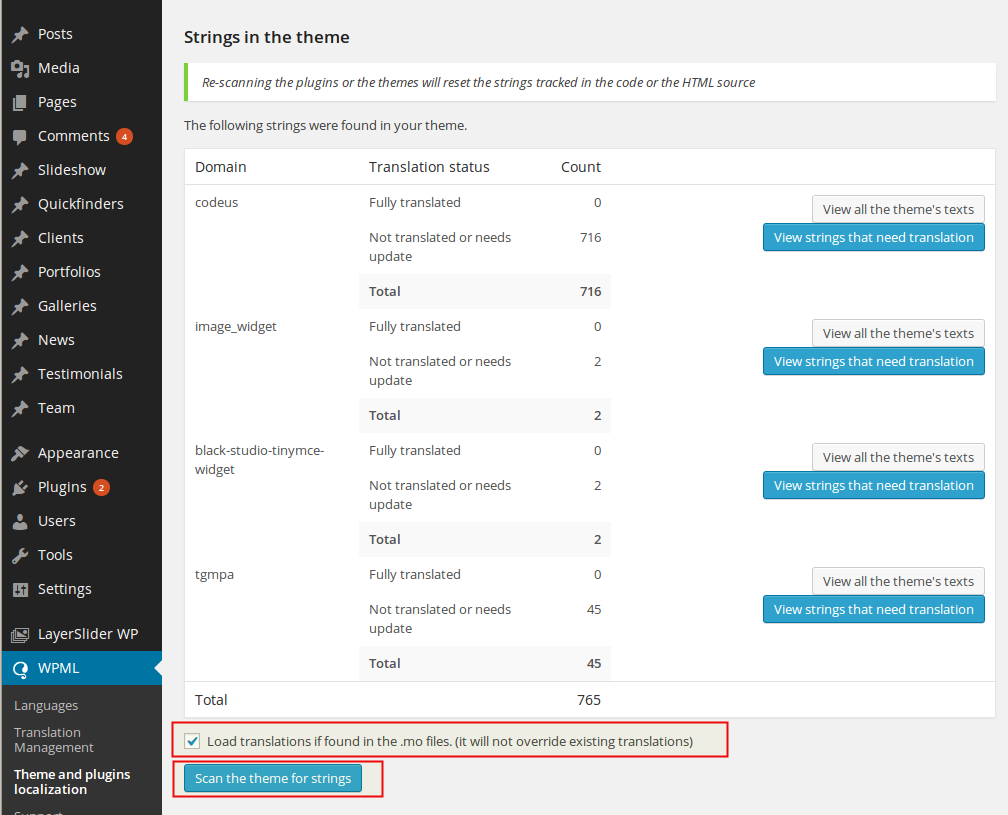 Posts
Media
Pages
Comments 4
Slideshow
Quickfinders
Clients
Portfolios
Galleries
News
Testimonials
Team
Appearance
Plugins 2
Users
Tools
Settings
LayerSlider WP
WPML
Languages
Translation
Management
Theme and plugins
localization
Support
Strings in the theme
Re-scanning the plugins or the themes will reset the strings tracked in the code or the HTML source
The following strings were found in your theme.
Domain Translation status Count
codeus Fully translated 0 View all the theme's texts
Not translated or needs 716 View strings that need translation
update
Total 716
image_widget Fully translated 0 View all the theme's texts
Not translated or needs 2 View strings that need translation
update
Total 2
black-studio-tinymce- Fully translated 0 View all the theme's texts
widget
Not translated or needs 2 View strings that need translation
update
Total 2
tgmpa Fully translated 0 View all the theme's texts
Not translated or needs 45 View strings that need translation
update
Total 45
Total 765
Load translations if found in the .mo files. (it will not override existing translations)
Scan the theme for strings